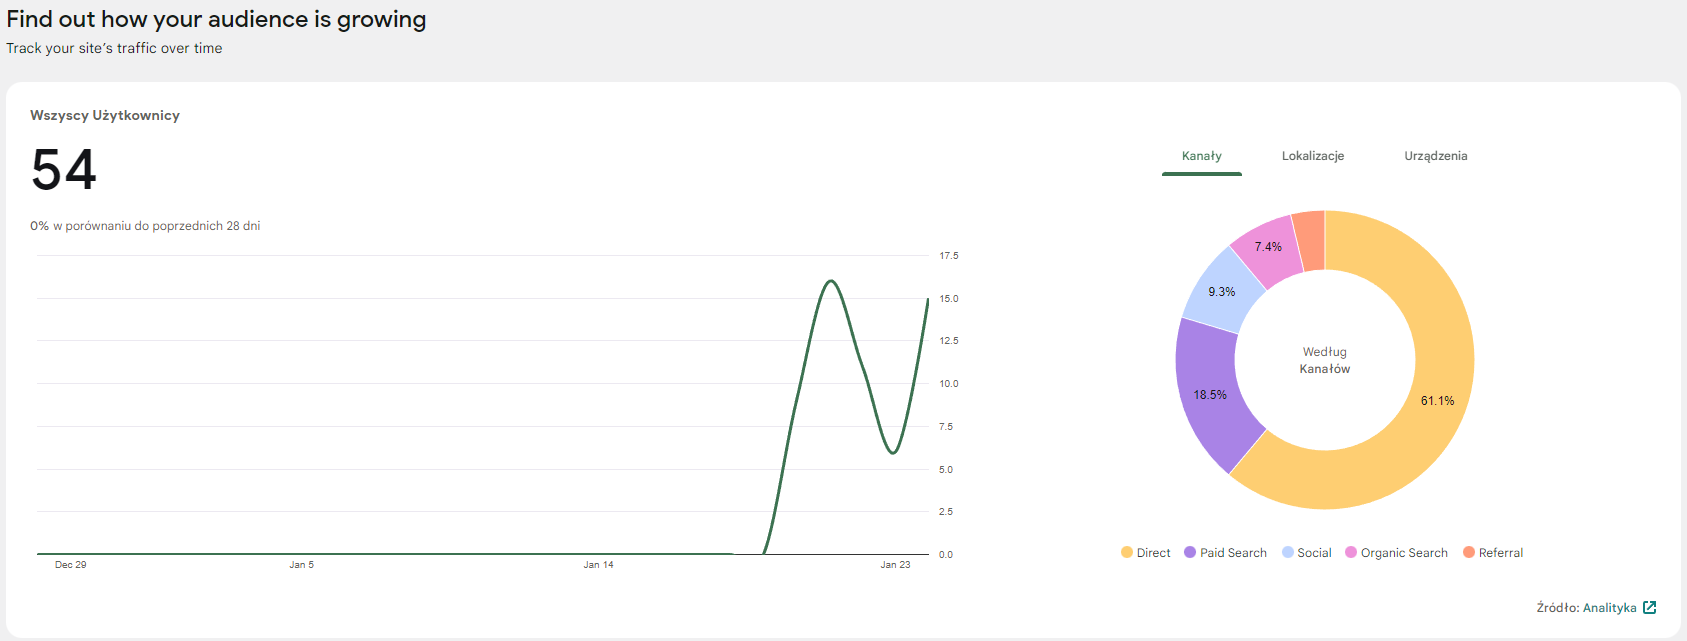 Find out how your audience is growing
Track your site's traffic over time
Wszyscy Użytkownicy
54
0% w porównaniu do poprzednich 28 dni
17.5
15.0
12.5
10.0
7.5
5.0
2.5
0.0
Dec 29
Jan 5
Jan 14
Jan 23
Kanały
Lokalizacje
Urządzenia
7.4%
9.3%
18.5%
61.1%
Według
Kanałów
Direct
Paid Search
Social
Organic Search
Referral
Źródło: Analityka